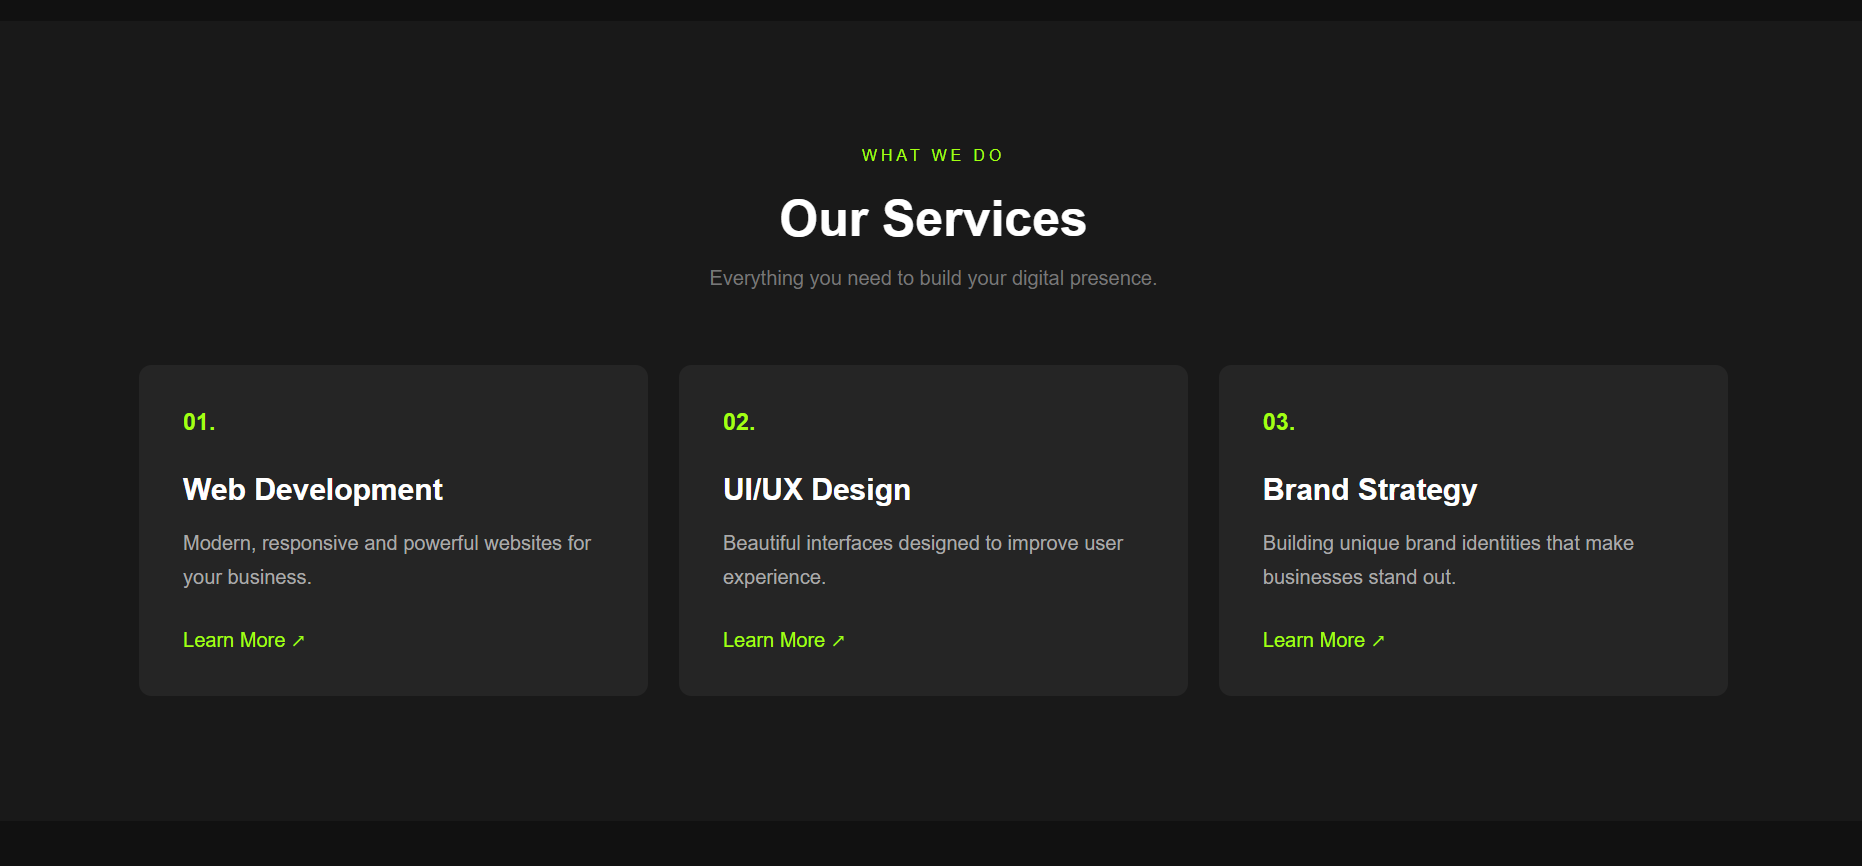 WHAT WE DO
Our Services
Everything you need to build your digital presence.
01.
Web Development
Modern, responsive and powerful websites for
your business.
Learn More ↗
02.
UI/UX Design
Beautiful interfaces designed to improve user
experience.
Learn More ↗
03.
Brand Strategy
Building unique brand identities that make
businesses stand out.
Learn More ↗